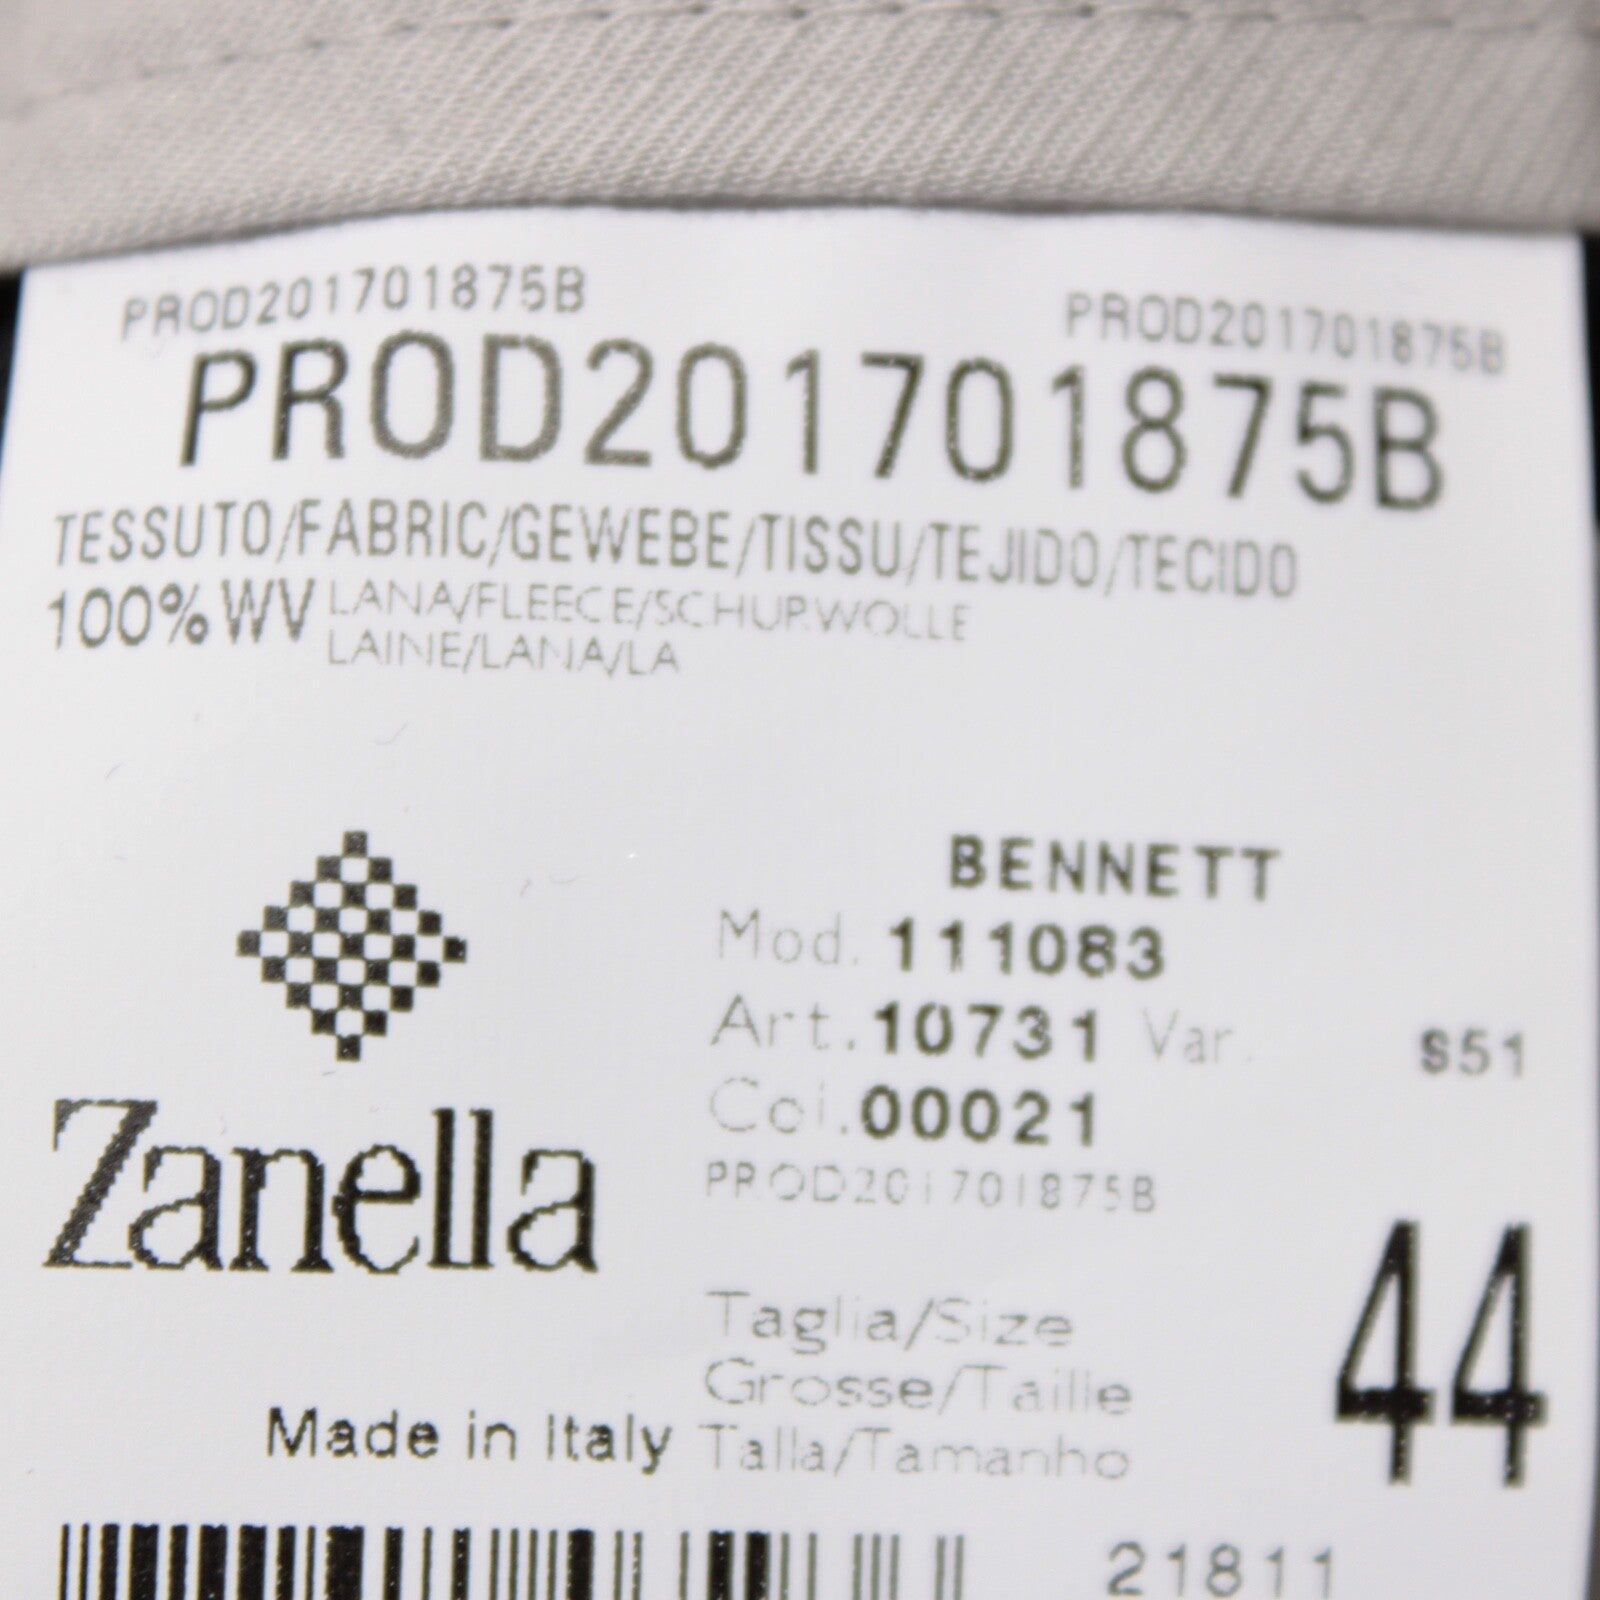 PROD201701875B PROD201701875B
PROD201701875B
TESSUTO/FABRIC/GEWEBE/TISSU/TEJIDO/TECIDO
100%WV LANA/FLEECE/SCHURWOLLE
LAINE/LANA/LA
BENNETT
Mod. 111083
Art. 10731 Var. S51
Col. 00021
PROD201701875B
Zanella
44
Taglia/Size
Grosse/Taille
Made in Italy Talla/Tamanho
21811